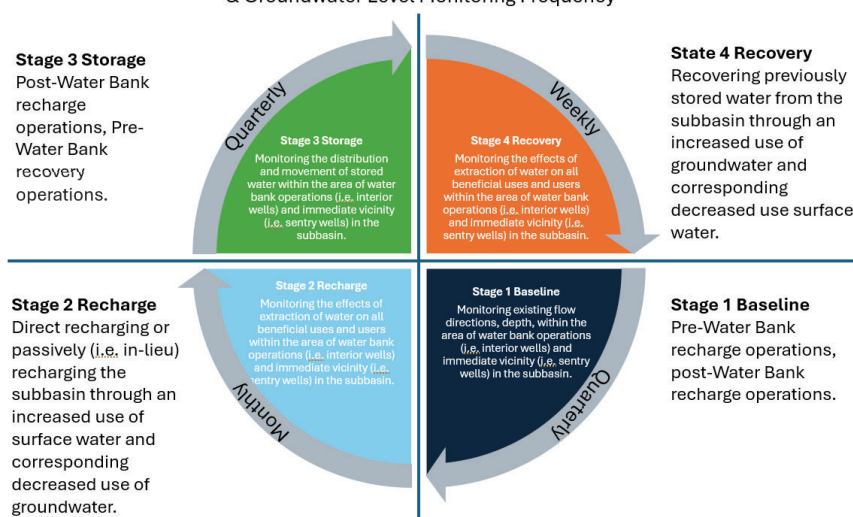 & Groundwater Level Monitoring Frequency
Stage 3 Storage
Post-Water Bank
recharge
operations, Pre-
Water Bank
recovery
operations.
Quarterly
Stage 3 Storage
Monitoring the distribution
and movement of stored
water within the area of water
bank operations (i.e. interior
wells) and immediate vicinity
(i.e. sentry wells) in the
subbasin.
Weekly
Stage 4 Recovery
Monitoring the effects of
extraction of water on all
beneficial uses and users
within the area of water bank
operations (i.e. interior wells)
and immediate vicinity (i.e.
sentry wells) in the subbasin.
State 4 Recovery
Recovering previously
stored water from the
subbasin through an
increased use of
groundwater and
corresponding
decreased use surface
water.
Stage 2 Recharge
Direct recharging or
passively (i.e. in-lieu)
recharging the
subbasin through an
increased use of
surface water and
corresponding
decreased use of
groundwater.
Monthly
Stage 2 Recharge
Monitoring the effects of
extraction of water on all
beneficial uses and users
within the area of water bank
operations (i.e. interior wells)
and immediate vicinity (i.e.
sentry wells) in the subbasin.
Stage 1 Baseline
Monitoring existing flow
directions, depth, within the
area of water bank operations
(i.e. interior wells) and
immediate vicinity (i.e. sentry
wells) in the subbasin.
Quarterly
Stage 1 Baseline
Pre-Water Bank
recharge operations,
post-Water Bank
recharge operations.